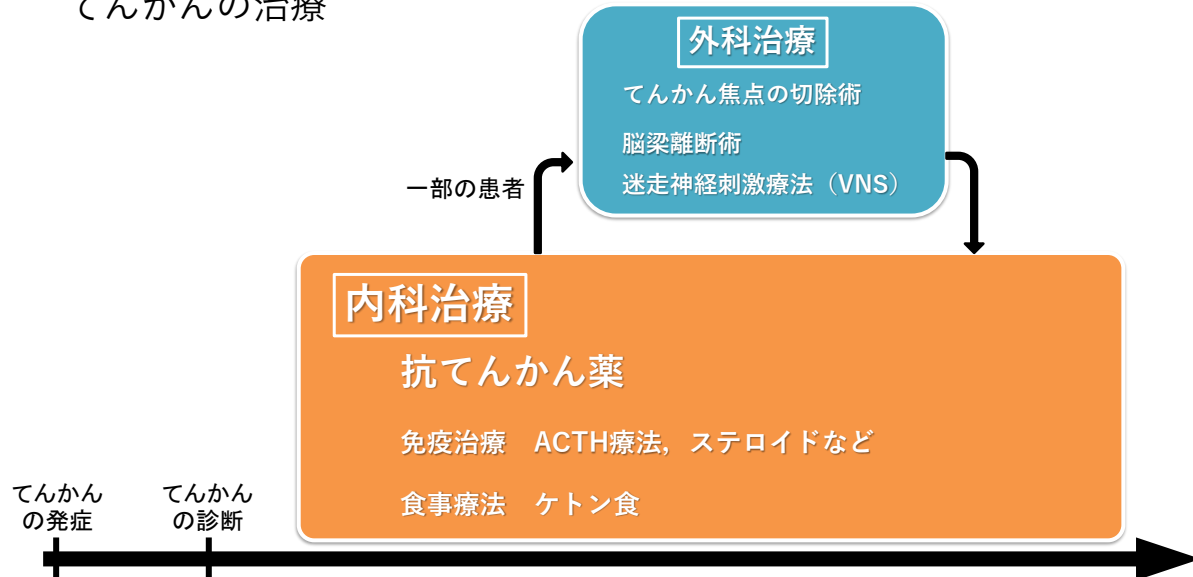 てんかんの治療
外科治療
てんかん焦点の切除術
脳梁離断術
迷走神経刺激療法（VNS）
一部の患者
内科治療
抗てんかん薬
免疫治療　ACTH療法，ステロイドなど
食事療法　ケトン食
てんかん
の発症
てんかん
の診断